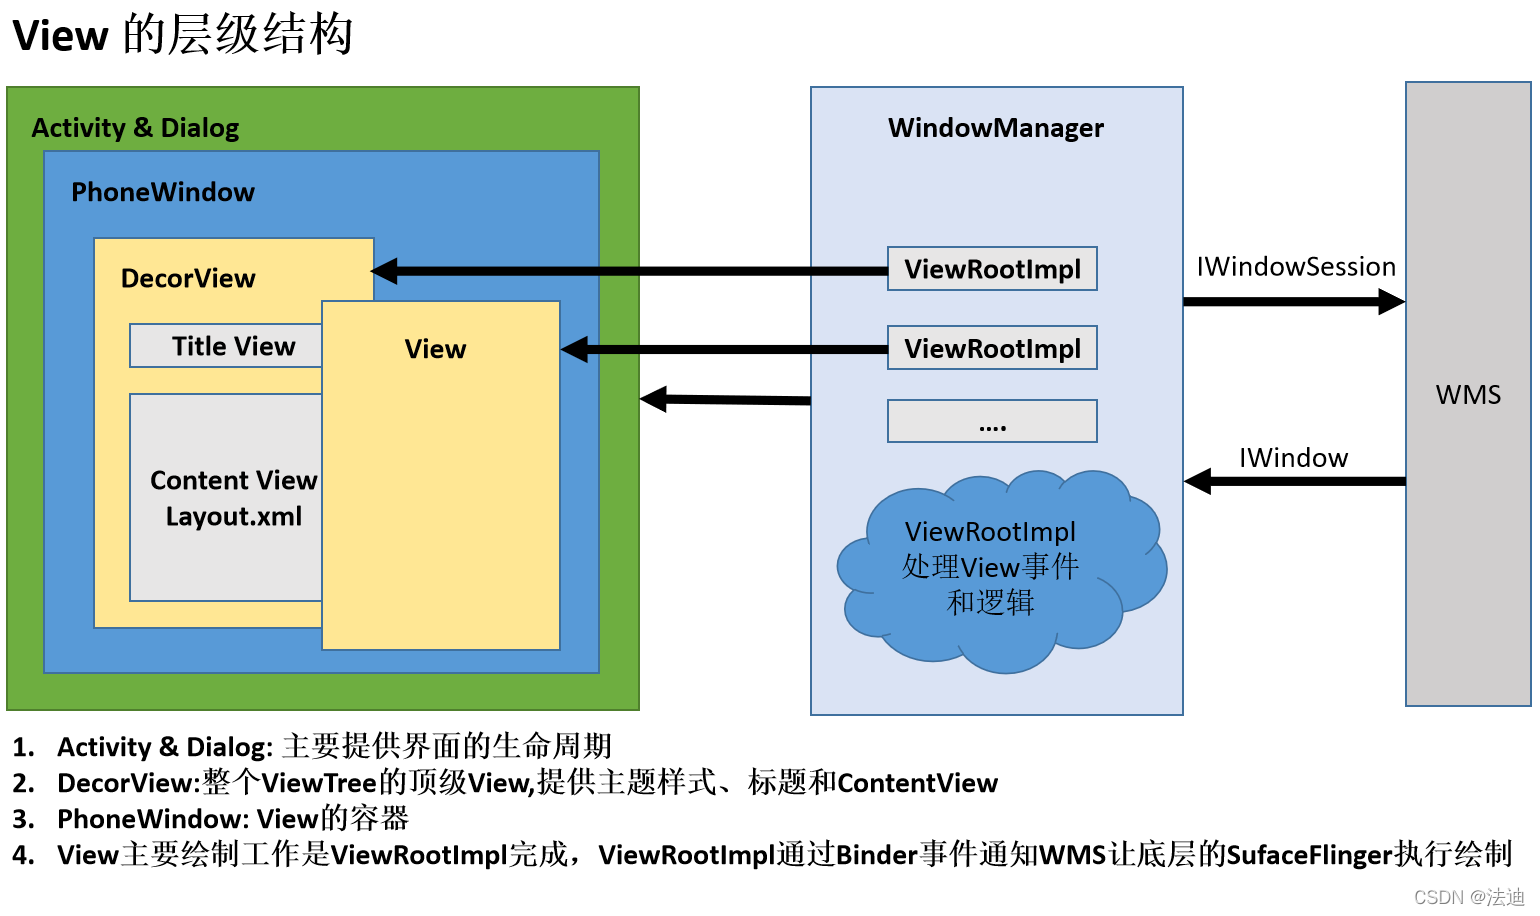 View 的层级结构
Activity & Dialog
PhoneWindow
DecorView
Title View
Content View
Layout.xml
View
WindowManager
ViewRootImpl
ViewRootImpl
....
ViewRootImpl
处理View事件
和逻辑
IWindowSession
IWindow
WMS
1. Activity & Dialog: 主要提供界面的生命周期
2. DecorView:整个ViewTree的顶级View,提供主题样式、标题和ContentView
3. PhoneWindow: View的容器
4. View主要绘制工作是ViewRootImpl完成，ViewRootImpl通过Binder事件通知WMS让底层的SufaceFlinger执行绘制
CSDN @法迪